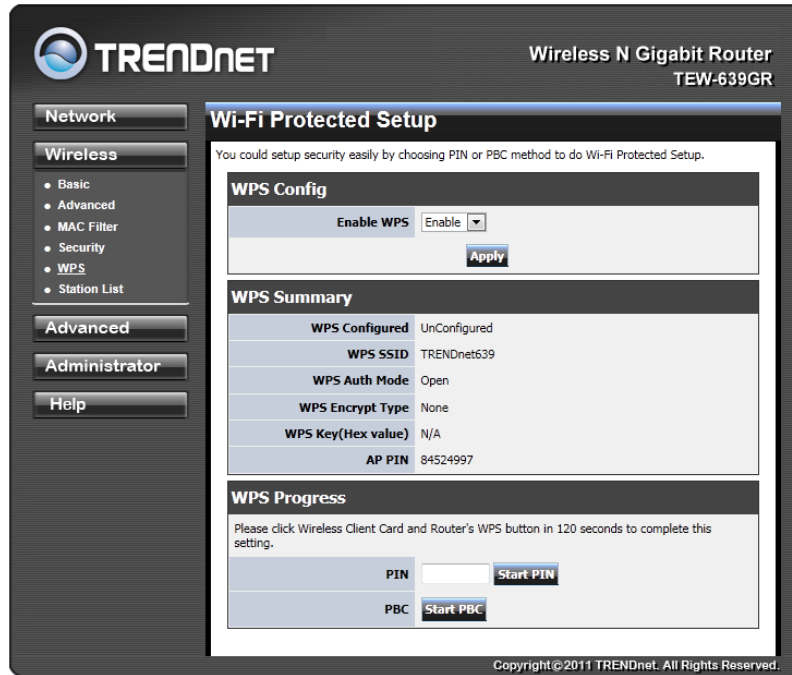 TRENDnet
Wireless N Gigabit Router
TEW-639GR
Network
Wireless
Basic
Advanced
MAC Filter
Security
WPS
Station List
Advanced
Administrator
Help
Wi-Fi Protected Setup
You could setup security easily by choosing PIN or PBC method to do Wi-Fi Protected Setup.
WPS Config
Enable WPS Enable
Apply
WPS Summary
WPS Configured UnConfigured
WPS SSID TRENDnet639
WPS Auth Mode Open
WPS Encrypt Type None
WPS Key(Hex value) N/A
AP PIN 84524997
WPS Progress
Please click Wireless Client Card and Router's WPS button in 120 seconds to complete this
setting.
PIN Start PIN
PBC Start PBC
Copyright©2011 TRENDnet. All Rights Reserved.